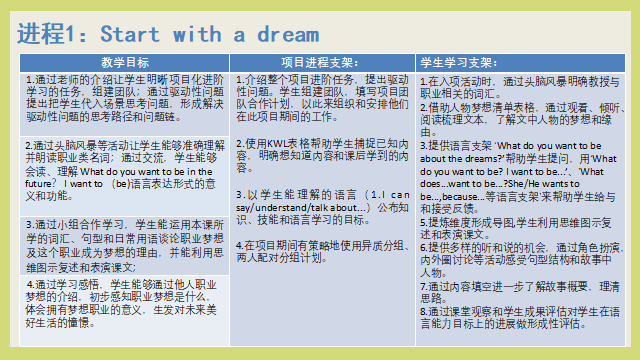 进程1：Start with a dream
教学目标
1.通过老师的介绍让学生明晰项目化进阶
学习的任务，组建团队；通过驱动性问题
提出把学生代入场景思考问题，形成解决
驱动性问题的思考路径和问题链。
2.通过头脑风暴等活动让学生能够准确理解
并朗读职业类名词；通过交流，学生能够
会读、理解 What do you want to be in the
future？ I want to （be)语言表达形式的意
义和功能。
3.通过小组合作学习，学生能运用本课所
学的词汇、句型和日常用语谈论职业梦想
及这个职业成为梦想的理由，并能利用思
维图示复述和表演课文;
4.通过学习感悟，学生能够通过他人职业
梦想的介绍，初步感知职业梦想是什么，
体会拥有梦想职业的意义，生发对未来美
好生活的憧憬。
项目进程支架：
1.介绍整个项目进阶任务，提出驱动
性问题。学生组建团队，填写项目团
队合作计划，以此来组织和安排他们
在此项目期间的工作。
2.使用KWL表格帮助学生捕捉已知内
容，明确想知道内容和课后学到的内
容。
3.以学生能理解的语言（1.I can
say/understand/talk about...）公布知
识、技能和语言学习的目标。
4.在项目期间有策略地使用异质分组、
两人配对分组计划。
学生学习支架：
1.在入项活动时，通过头脑风暴明确教授与
职业相关的词汇。
2.借助人物梦想清单表格，通过观看、倾听、
阅读梳理文本，了解文中人物的梦想和缘
由。
3.提供语言支架‘What do you want to be
about the dreams?’帮助学生提问，用‘What
do you want to be? I want to be...’、‘What
does...want to be...?She/He wants to
be...,because...等语言支架’来帮助学生给与
和接受反馈。
5.提炼维度形成导图,学生利用思维图示复
述和表演课文。
6.提供多样的听和说的机会，通过角色扮演，
内外圈讨论等活动感受句型结构和故事中
人物。
7.通过内容填空进一步了解故事概要，理清
思路。
8.通过课堂观察和学生成果评估对学生在语
言能力目标上的进展做形成性评估。